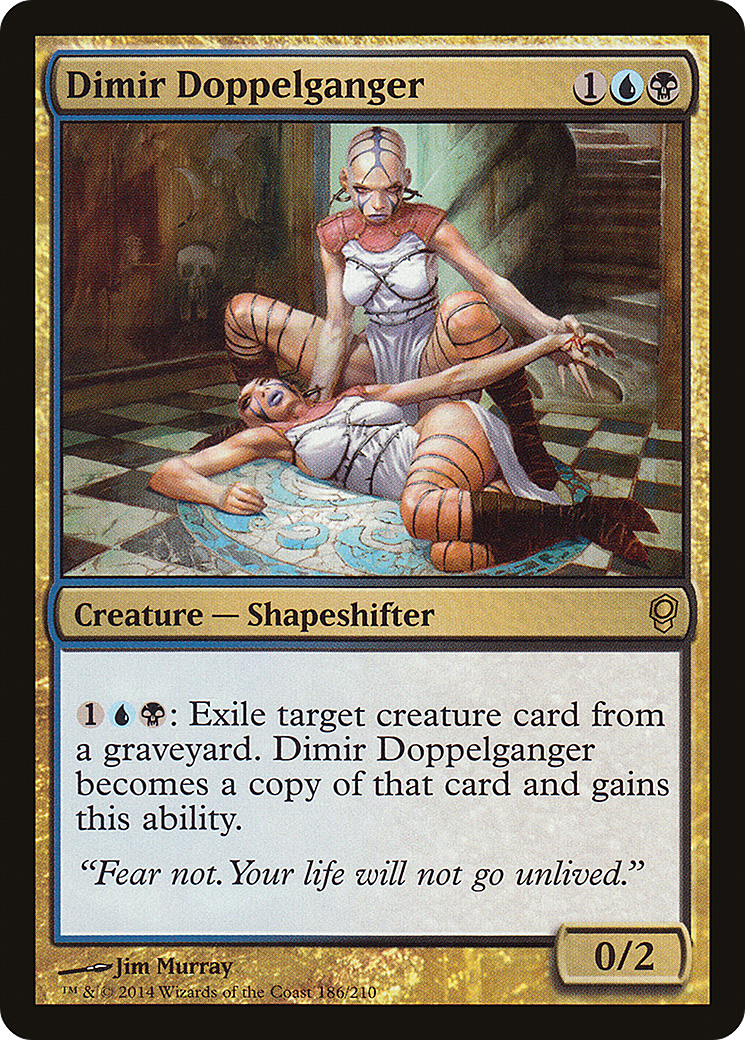 Dimir Doppelganger 1
Creature — Shapeshifter
1 : Exile target creature card from
a graveyard. Dimir Doppelganger
becomes a copy of that card and gains
this ability.
“Fear not. Your life will not go unlived.”
0/2
Jim Murray
™ & © 2014 Wizards of the Coast 186/210